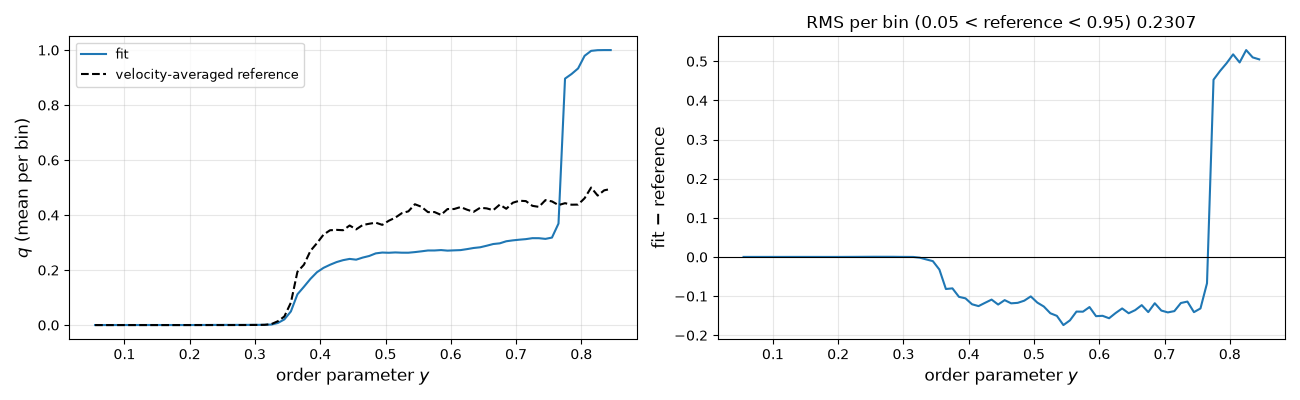 RMS per bin (0.05 < reference < 0.95) 0.2307
fit
velocity-averaged reference
q (mean per bin)
1.0
0.8
0.6
0.4
0.2
0.0
0.1 0.2 0.3 0.4 0.5 0.6 0.7 0.8
order parameter y
fit − reference
0.5
0.4
0.3
0.2
0.1
0.0
−0.1
−0.2
0.1 0.2 0.3 0.4 0.5 0.6 0.7 0.8
order parameter y